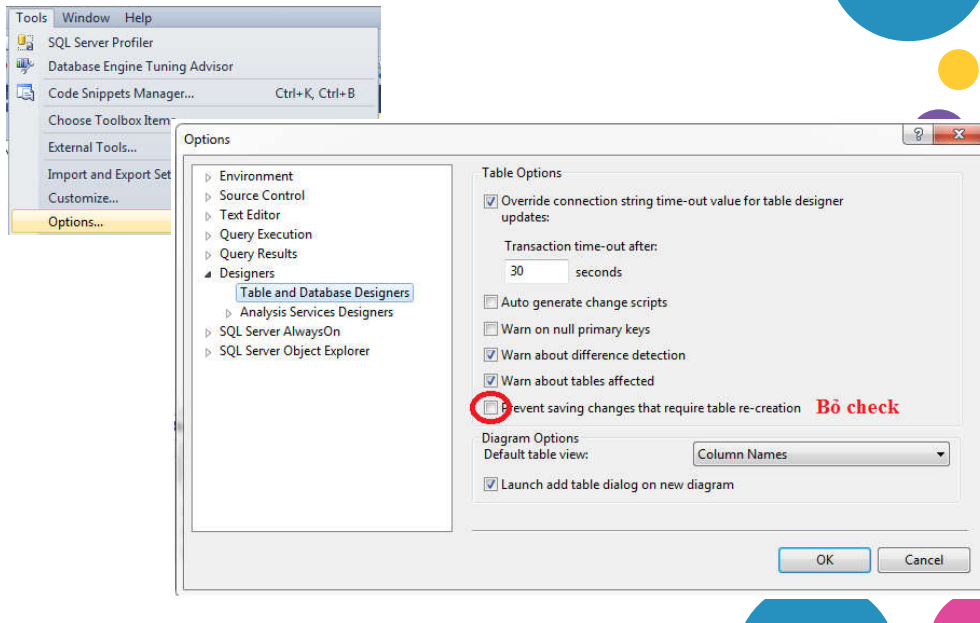 Tools Window Help
SQL Server Profiler
Database Engine Tuning Advisor
Code Snippets Manager... Ctrl+K, Ctrl+B
Choose Toolbox Item
External Tools...
Import and Export Set
Customize...
Options...
Options
Environment
Source Control
Text Editor
Query Execution
Query Results
Designers
Table and Database Designers
Analysis Services Designers
SQL Server AlwaysOn
SQL Server Object Explorer
Table Options
Override connection string time-out value for table designer
updates:
Transaction time-out after:
30 seconds
Auto generate change scripts
Warn on null primary keys
Warn about difference detection
Warn about tables affected
Prevent saving changes that require table re-creation Bỏ check
Diagram Options
Default table view: Column Names
Launch add table dialog on new diagram
OK Cancel